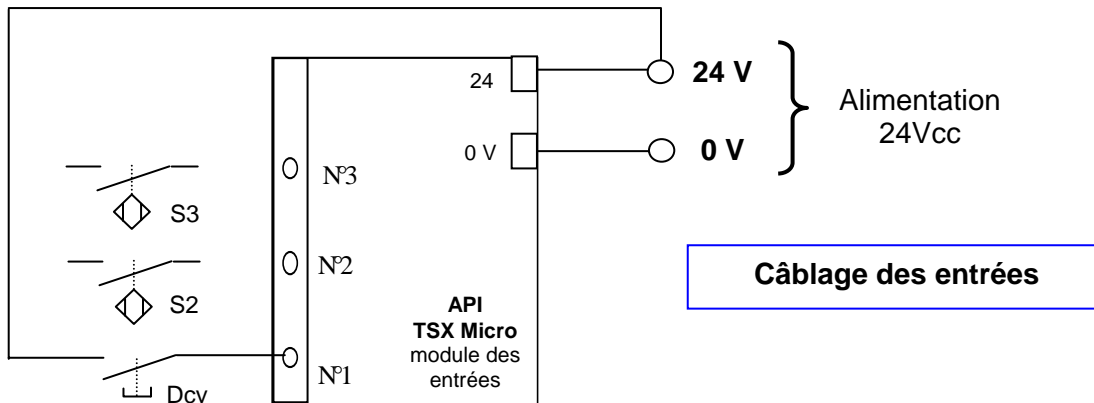 24
24 V
0 V
0 V
Alimentation
24Vcc
N°3
S3
N°2
S2
API
TSX Micro
module des
entrées
Câblage des entrées
N°1
Dcy